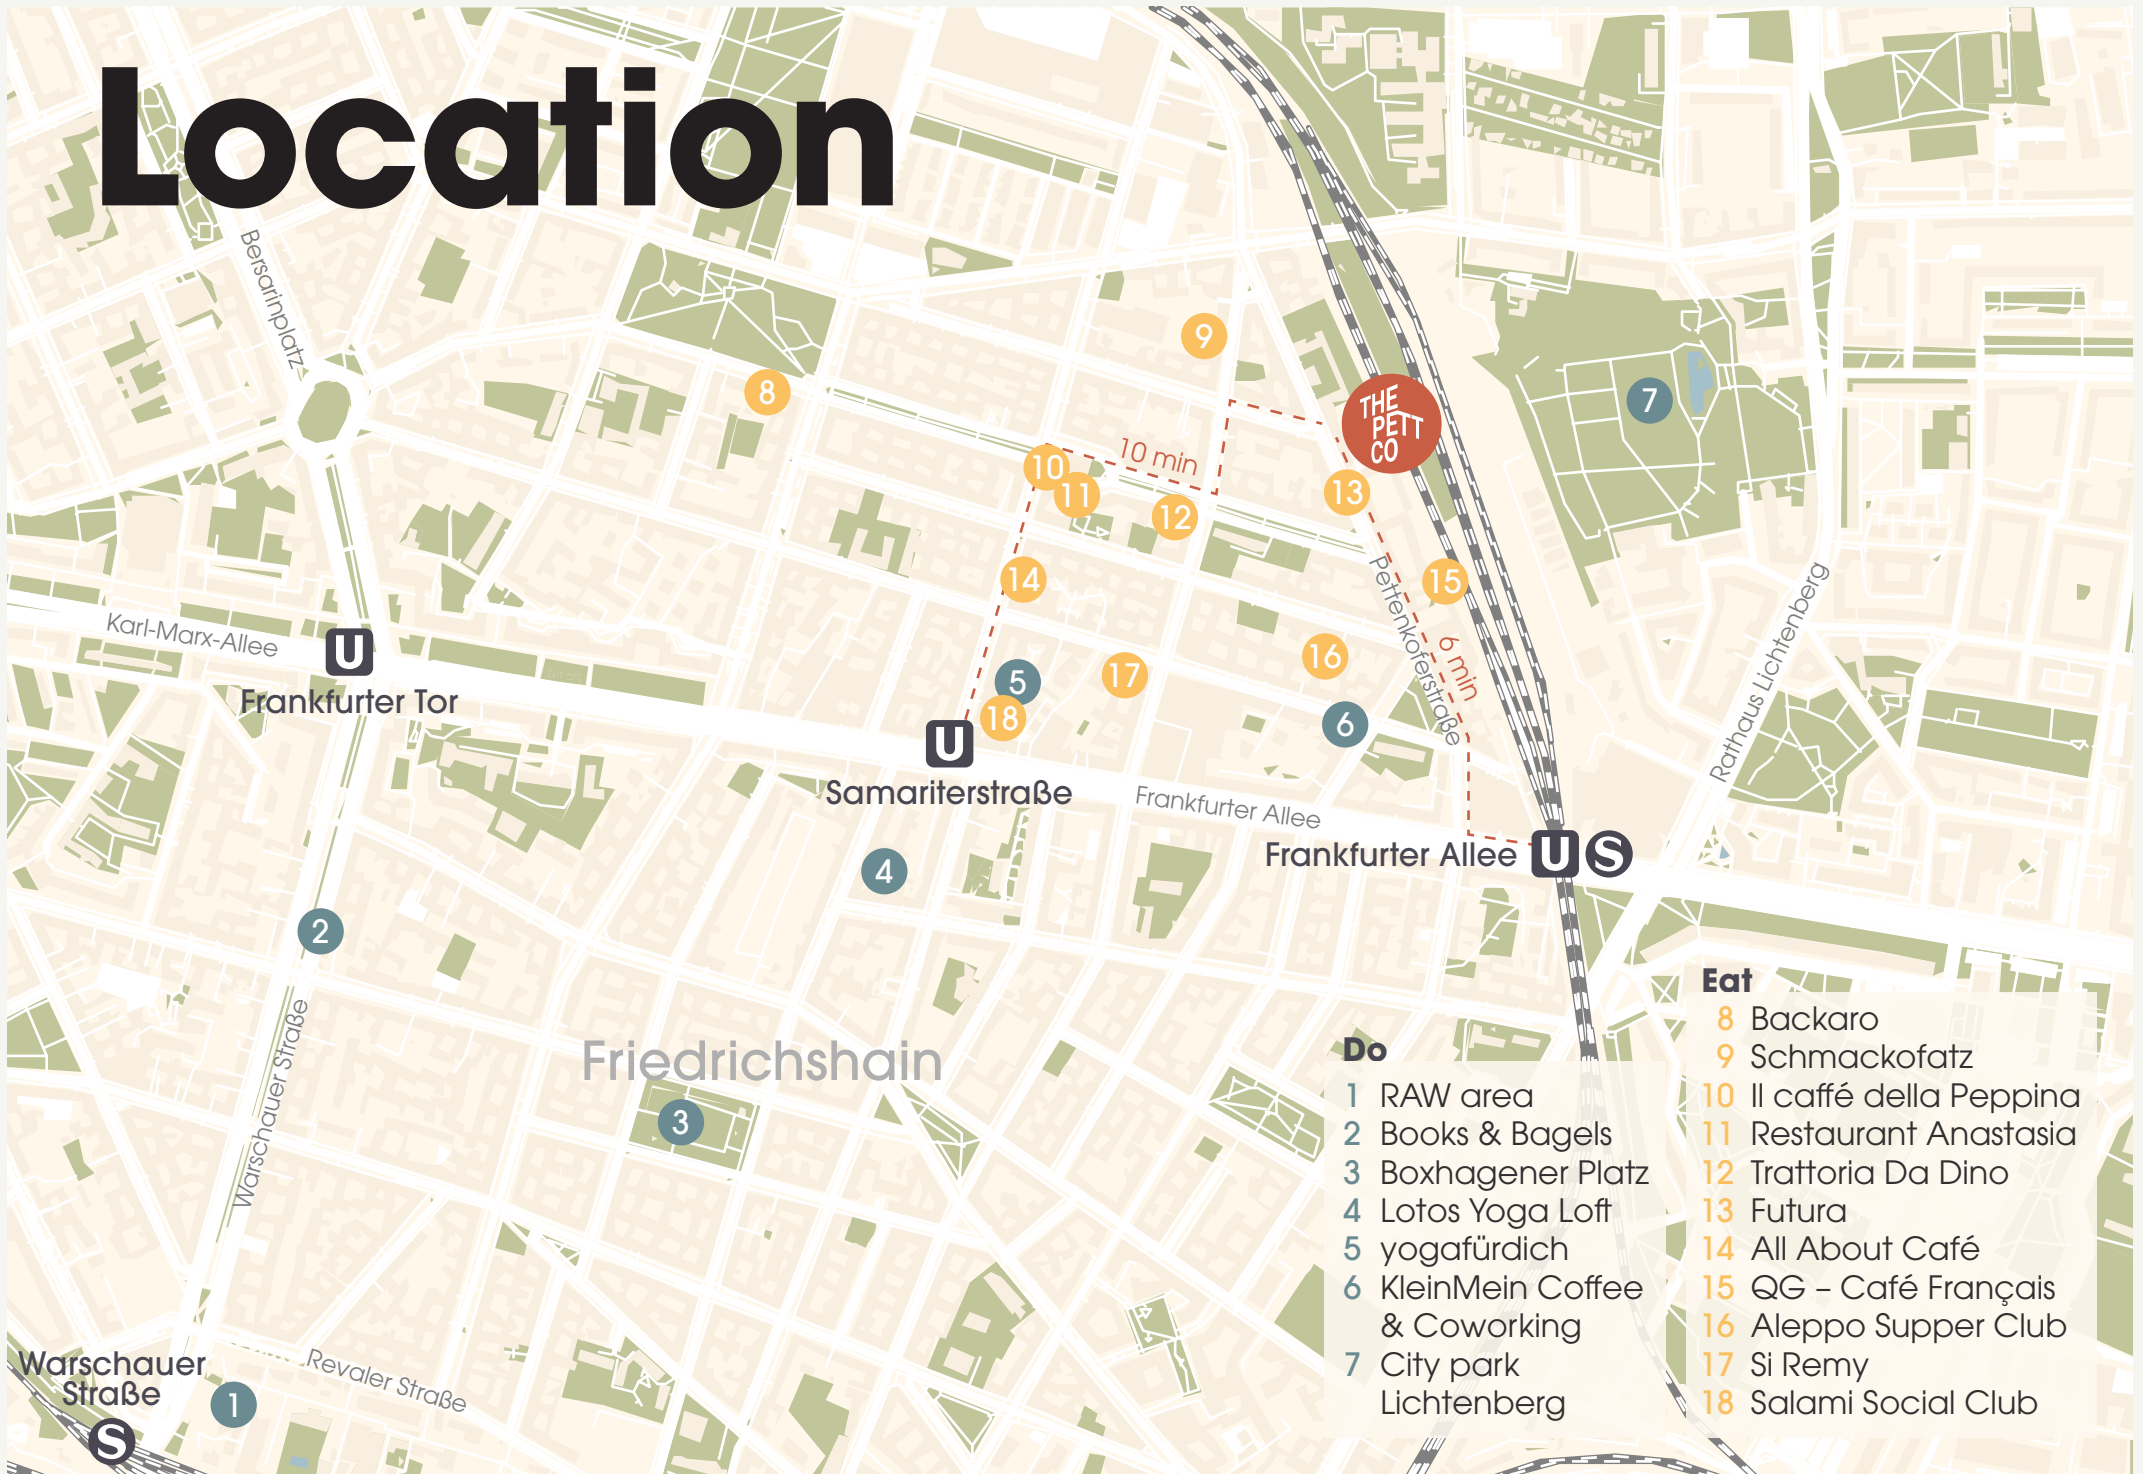 Location
Bersarinplatz
9
8
THE
PETT
CO
7
10 min
10
11
13
12
14
15
Karl-Marx-Allee
U
Frankfurter Tor
Pettenkoferstraße
6 min
Rathaus Lichtenberg
16
17
5
18
6
U
Samariterstraße
Frankfurter Allee
Frankfurter Allee
U S
4
2
Warschauer Straße
Friedrichshain
3
Warschauer
Straße
S
1
Revaler Straße
Do
1 RAW area
2 Books & Bagels
3 Boxhagener Platz
4 Lotos Yoga Loft
5 yogafürdich
6 KleinMein Coffee
& Coworking
7 City park
Lichtenberg
Eat
8 Backaro
9 Schmackofatz
10 Il caffé della Peppina
11 Restaurant Anastasia
12 Trattoria Da Dino
13 Futura
14 All About Café
15 QG – Café Français
16 Aleppo Supper Club
17 Si Remy
18 Salami Social Club